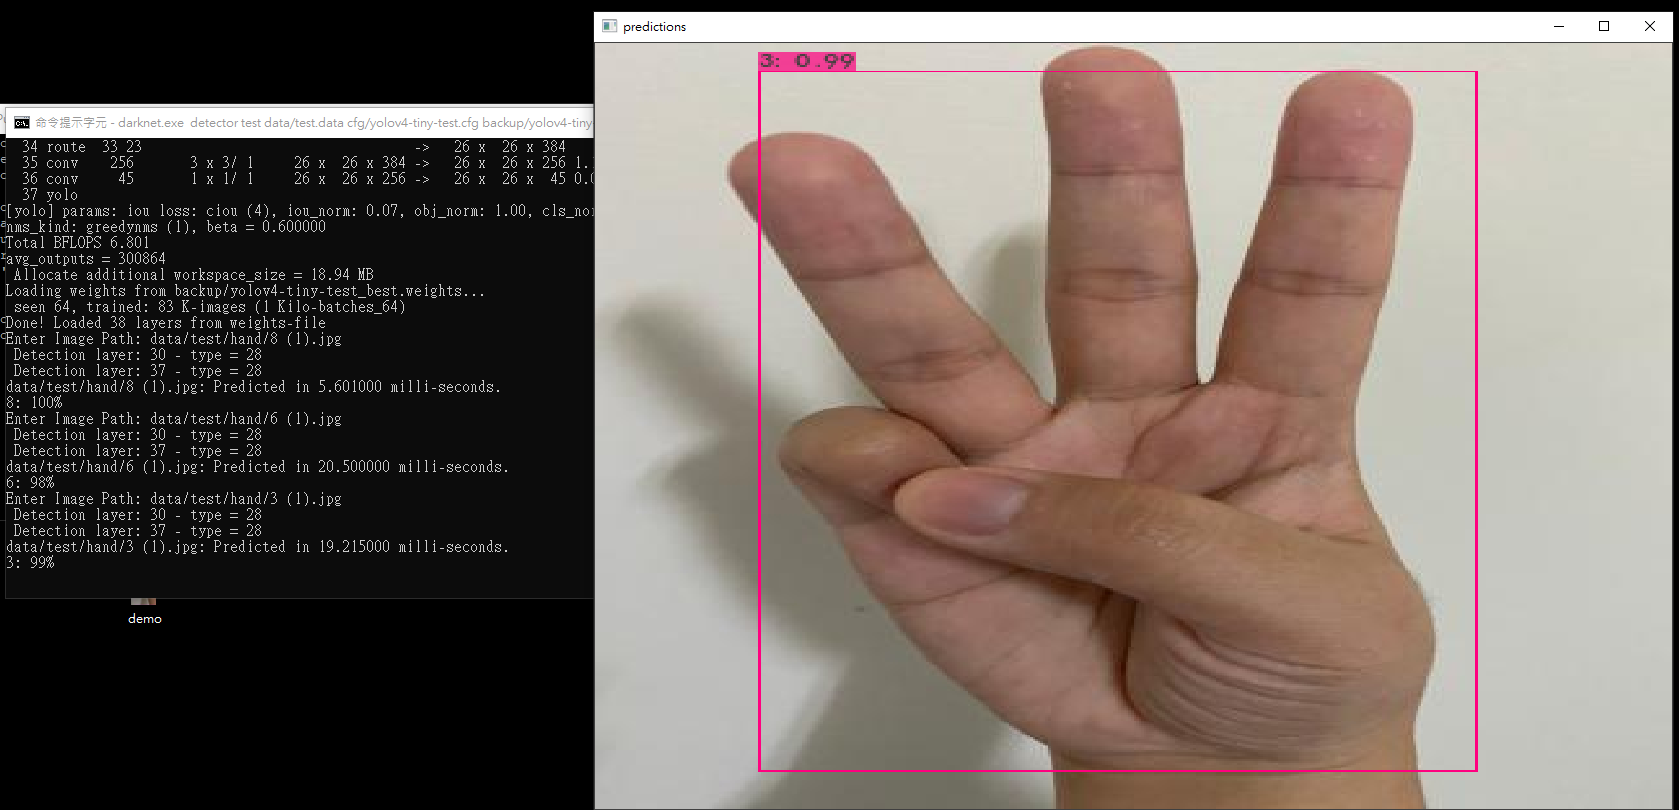 predictions
3: 0.99
命令提示字元 - darknet.exe detector test data/test.data cfg/yolov4-tiny-test.cfg backup/yolov4-tiny
34 route 33 23 -> 26 x 26 x 384
35 conv 256 3 x 3/ 1 26 x 26 x 384 -> 26 x 26 x 256 1.
36 conv 45 1 x 1/ 1 26 x 26 x 256 -> 26 x 26 x 45 0.
37 yolo
[yolo] params: iou loss: ciou (4), iou_norm: 0.07, obj_norm: 1.00,
nms_kind: greedynms (1), beta = 0.600000
Total BFLOPS 6.801
avg_outputs = 300864
Allocate additional workspace_size = 18.94 MB
Loading weights from backup/yolov4-tiny-test_best.weights...
seen 64, trained: 83 K-images (1 Kilo-batches_64)
Done! Loaded 38 layers from weights-file
Enter Image Path: data/test/hand/8 (1).jpg
Detection layer: 30 - type = 28
Detection layer: 37 - type = 28
data/test/hand/8 (1).jpg: Predicted in 5.601000 milli-seconds.
8: 100%
Enter Image Path: data/test/hand/6 (1).jpg
Detection layer: 30 - type = 28
Detection layer: 37 - type = 28
data/test/hand/6 (1).jpg: Predicted in 20.500000 milli-seconds.
6: 98%
Enter Image Path: data/test/hand/3 (1).jpg
Detection layer: 30 - type = 28
Detection layer: 37 - type = 28
data/test/hand/3 (1).jpg: Predicted in 19.215000 milli-seconds.
3: 99%
demo